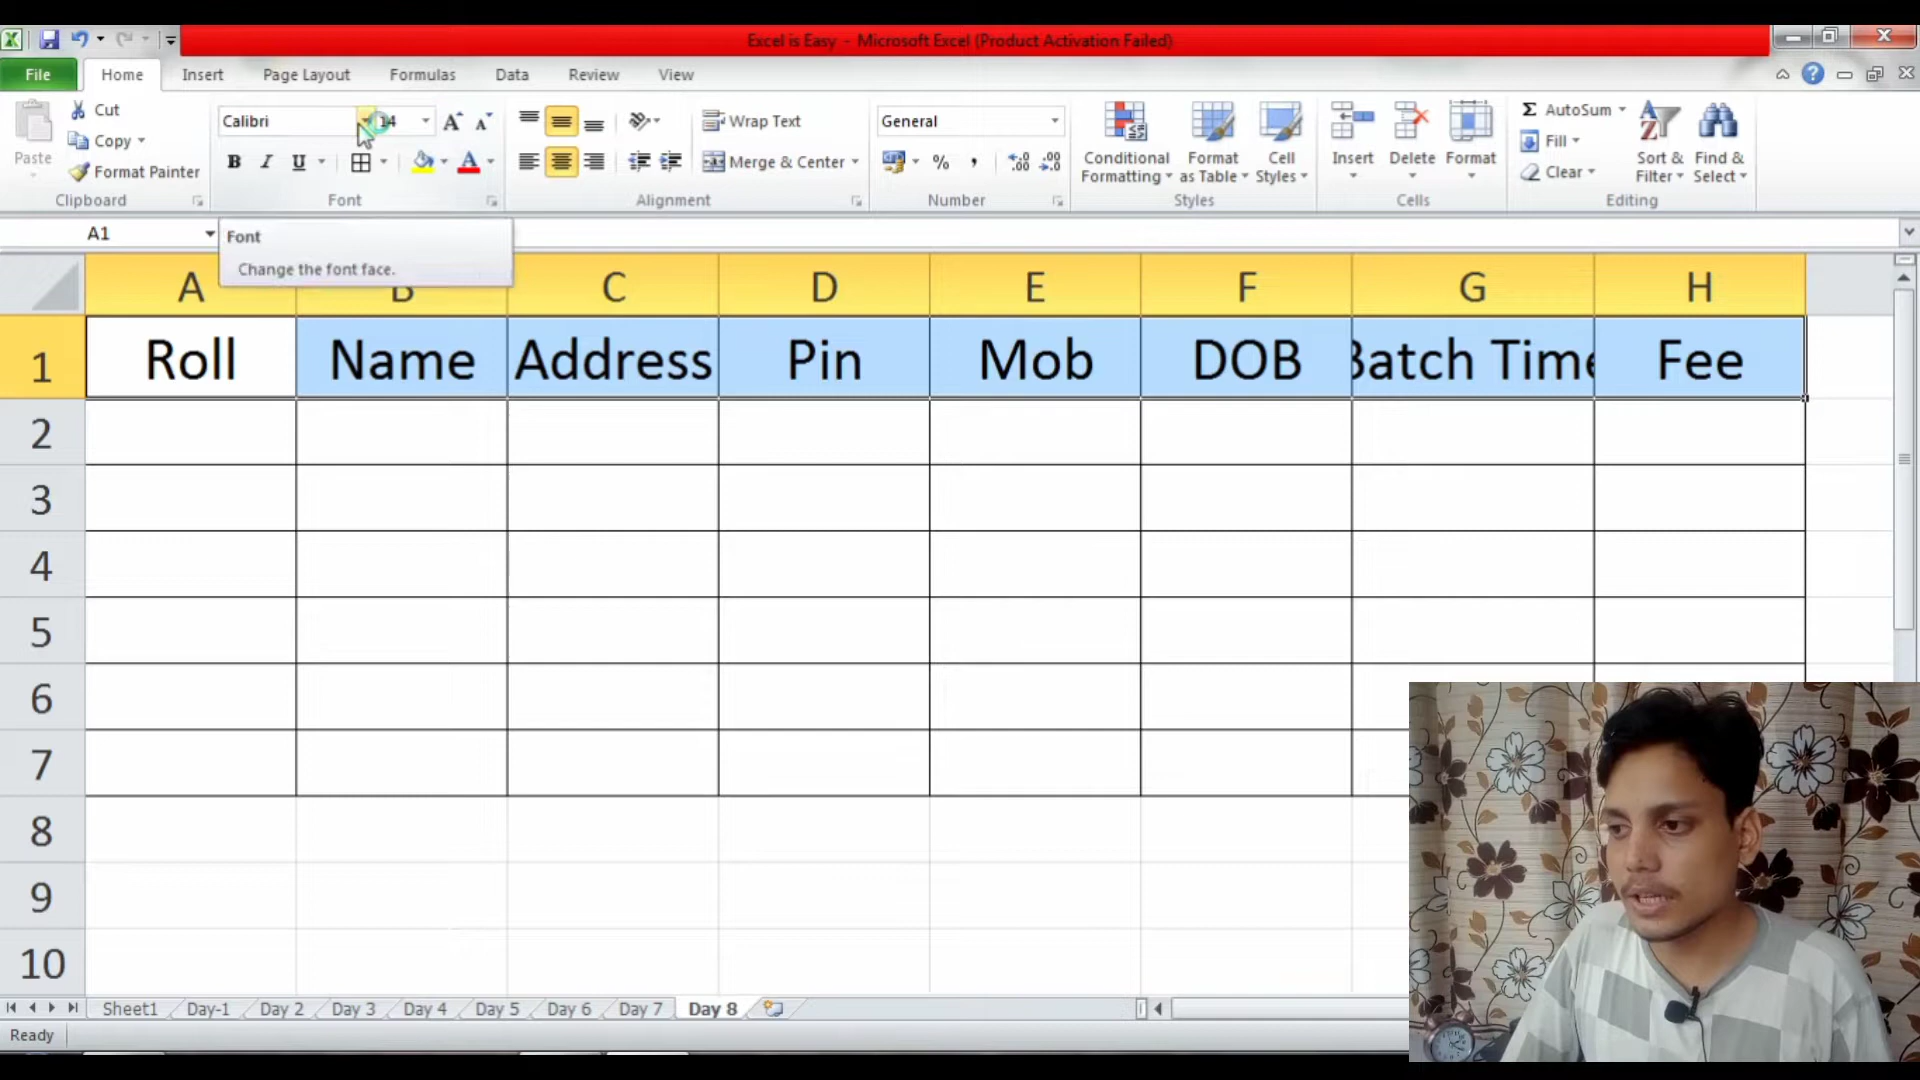 Excel is Easy - Microsoft Excel (Product Activation Failed)
File Home Insert Page Layout Formulas Data Review View
Paste
Cut
Copy
Format Painter
Clipboard
Calibri 14
B I U
Font
Wrap Text
Merge & Center
Alignment
General
% ,
Number
Conditional Formatting
Format as Table
Cell Styles
Styles
Insert Delete Format
Cells
Σ AutoSum
Fill
Clear
Sort & Filter
Find & Select
Editing
A1
Font
Change the font face.
A B C D E F G H
1 Roll Name Address Pin Mob DOB Batch Time Fee
2
3
4
5
6
7
8
9
10
Sheet1 Day-1 Day 2 Day 3 Day 4 Day 5 Day 6 Day 7 Day 8
Ready